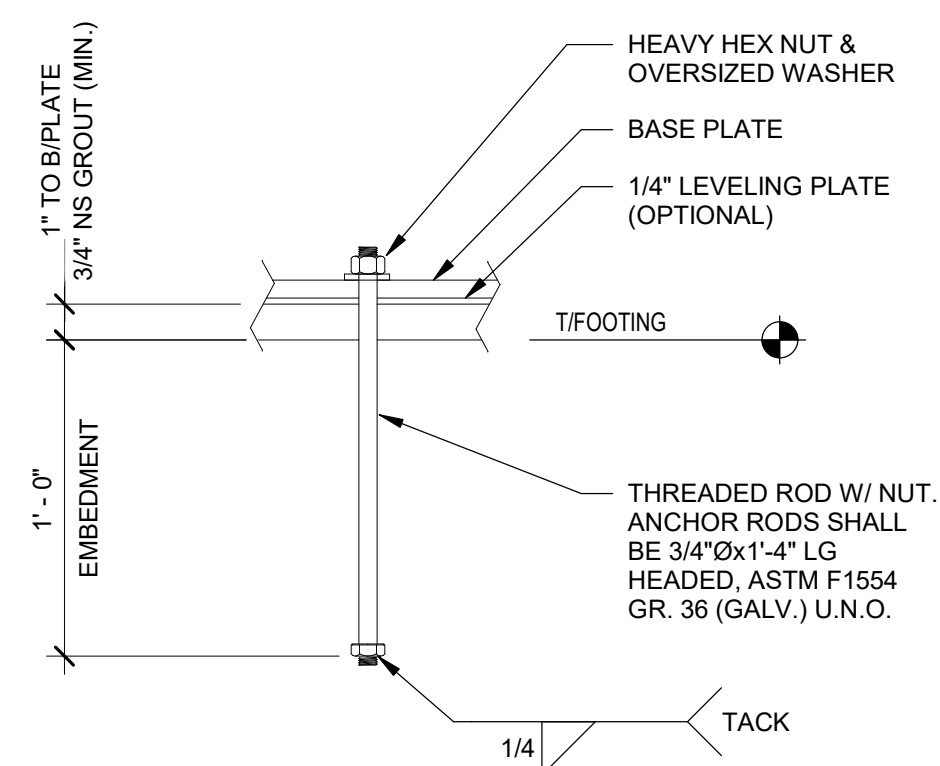 1" TO B/PLATE
3/4" NS GROUT (MIN.)
HEAVY HEX NUT &
OVERSIZED WASHER
BASE PLATE
1/4" LEVELING PLATE
(OPTIONAL)
T/FOOTING
1' - 0"
EMBEDMENT
THREADED ROD W/ NUT.
ANCHOR RODS SHALL
BE 3/4"Øx1'-4" LG
HEADED, ASTM F1554
GR. 36 (GALV.) U.N.O.
TACK
1/4